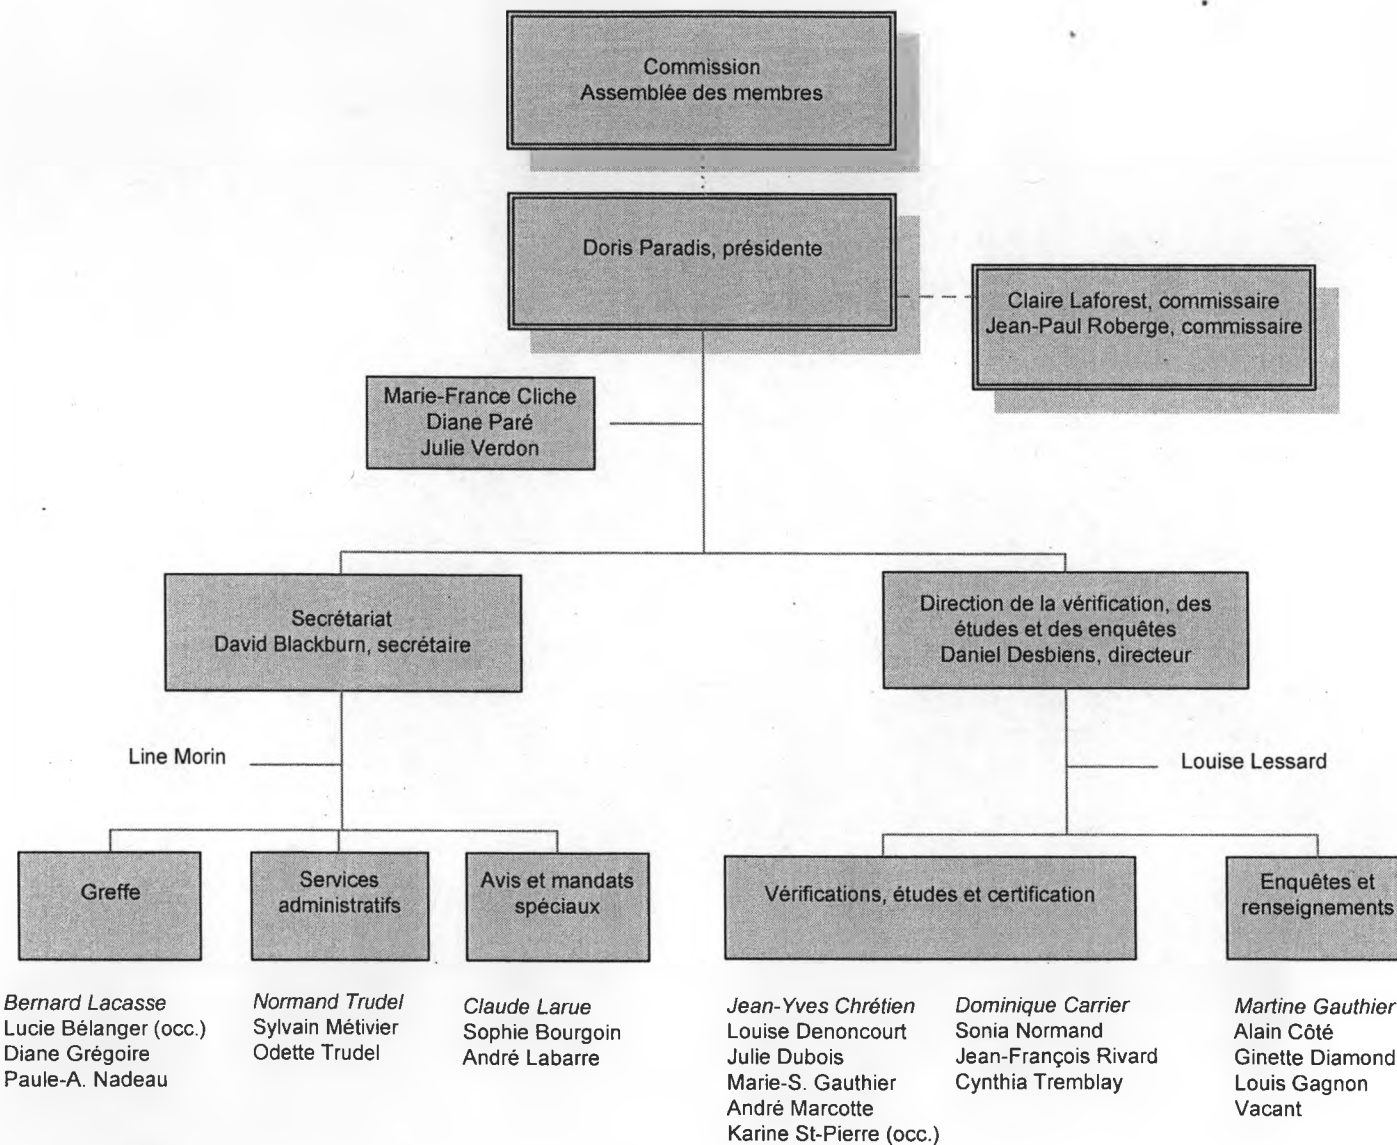 Commission
Assemblée des membres
Doris Paradis, présidente
Claire Laforest, commissaire
Jean-Paul Roberge, commissaire
Marie-France Cliche
Diane Paré
Julie Verdon
Secrétariat
David Blackburn, secrétaire
Direction de la vérification, des
études et des enquêtes
Daniel Desbiens, directeur
Line Morin
Louise Lessard
Greffe
Services
administratifs
Avis et mandats
spéciaux
Vérifications, études et certification
Enquêtes et
renseignements
Bernard Lacasse
Lucie Bélanger (occ.)
Diane Grégoire
Paule-A. Nadeau
Normand Trudel
Sylvain Métivier
Odette Trudel
Claude Larue
Sophie Bourgoin
André Labarre
Jean-Yves Chrétien
Louise Denoncourt
Julie Dubois
Marie-S. Gauthier
André Marcotte
Karine St-Pierre (occ.)
Dominique Carrier
Sonia Normand
Jean-François Rivard
Cynthia Tremblay
Martine Gauthier
Alain Côté
Ginette Diamond
Louis Gagnon
Vacant